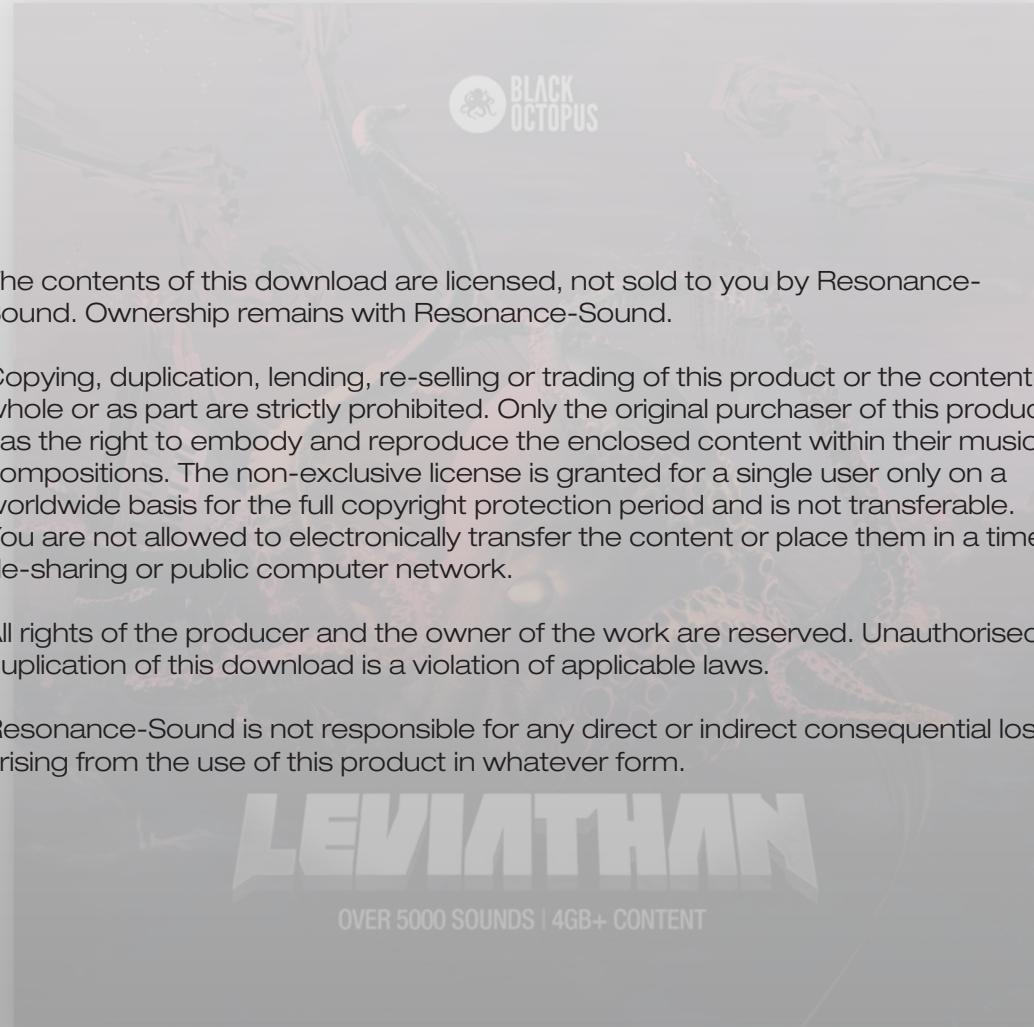 BLACK
OCTOPUS
he contents of this download are licensed, not sold to you by Resonance-
ound. Ownership remains with Resonance-Sound.
opying, duplication, lending, re-selling or trading of this product or the content
hole or as part are strictly prohibited. Only the original purchaser of this produc
as the right to embody and reproduce the enclosed content within their music
ompositions. The non-exclusive license is granted for a single user only on a
orldwide basis for the full copyright protection period and is not transferable.
ou are not allowed to electronically transfer the content or place them in a time
le-sharing or public computer network.
ll rights of the producer and the owner of the work are reserved. Unauthorised
uplication of this download is a violation of applicable laws.
esonance-Sound is not responsible for any direct or indirect consequential los
rising from the use of this product in whatever form.
LEVIATHAN
OVER 5000 SOUNDS | 4GB+ CONTENT